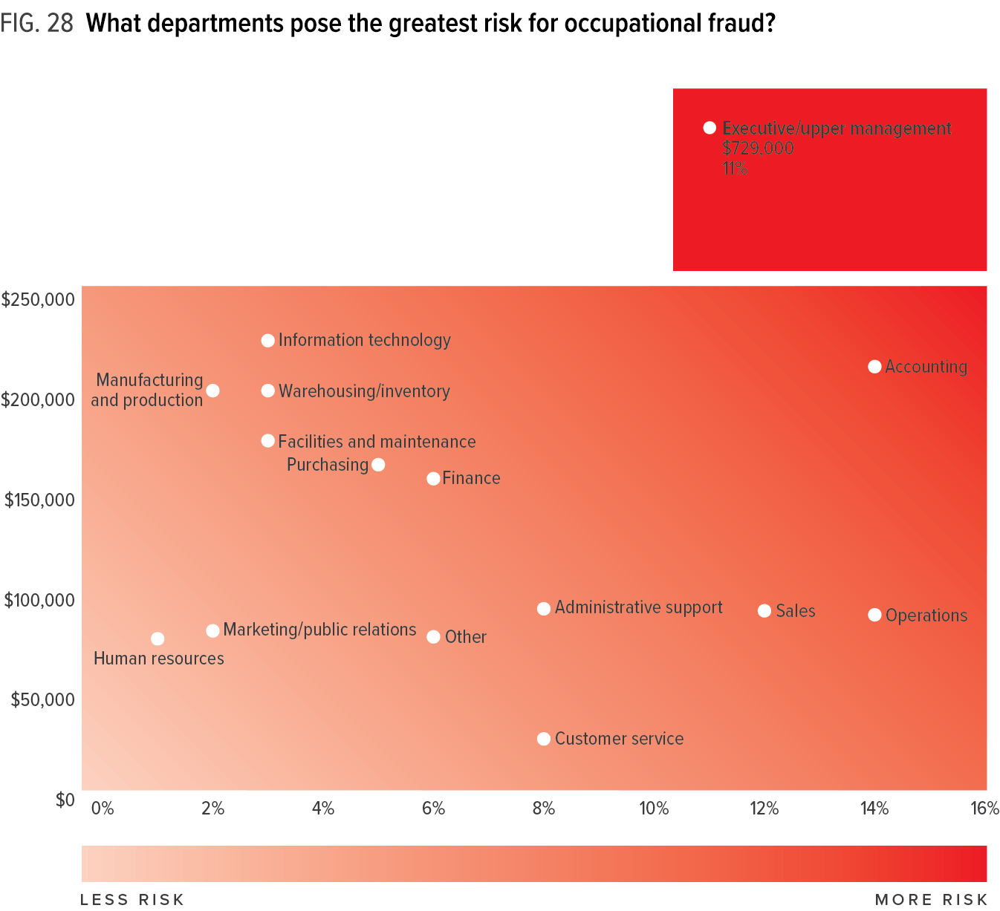 FIG. 28 What departments pose the greatest risk for occupational fraud?
Executive/upper management
$729,000
11%
$250,000
Information technology
Accounting
Manufacturing
and production
Warehousing/inventory
$200,000
Facilities and maintenance
Purchasing
Finance
$150,000
$100,000
Administrative support
Sales
Operations
Marketing/public relations
Other
Human resources
$50,000
Customer service
$0
0% 2% 4% 6% 8% 10% 12% 14% 16%
LESS RISK MORE RISK